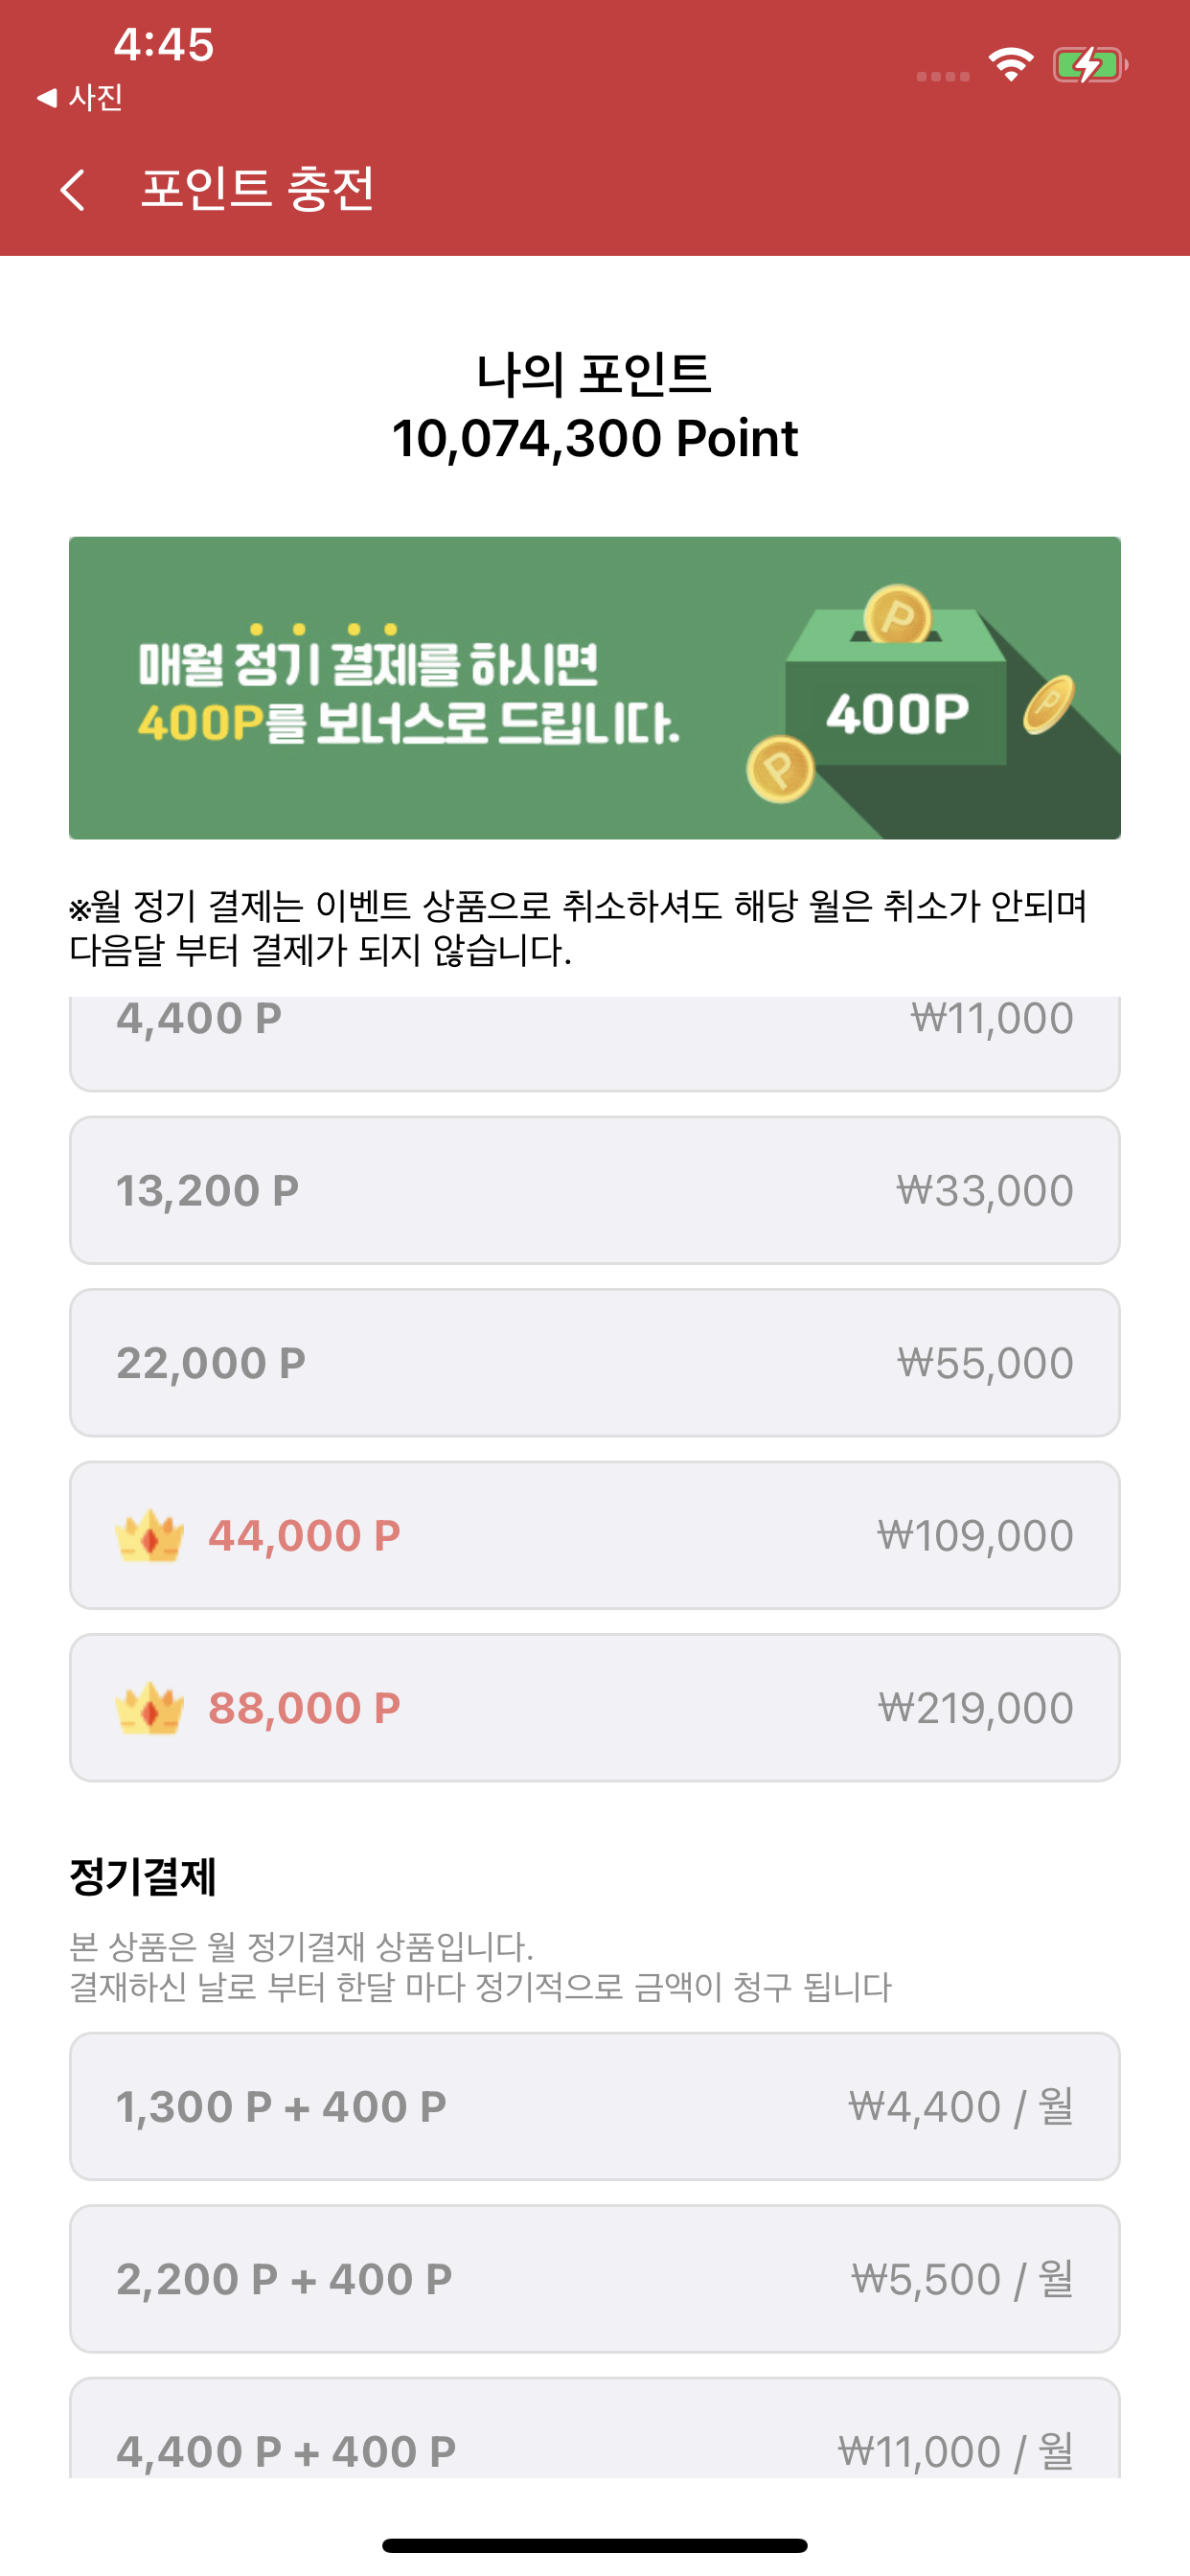 4:45
◀ 사진
포인트 충전
나의 포인트
10,074,300 Point
매월 정기 결제를 하시면
400P를 보너스로 드립니다.
400P
P
P
P
※월 정기 결제는 이벤트 상품으로 취소하셔도 해당 월은 취소가 안되며
다음달 부터 결제가 되지 않습니다.
4,400 P ₩11,000
13,200 P ₩33,000
22,000 P ₩55,000
44,000 P ₩109,000
88,000 P ₩219,000
정기결제
본 상품은 월 정기결재 상품입니다.
결재하신 날로 부터 한달 마다 정기적으로 금액이 청구 됩니다
1,300 P + 400 P ₩4,400 / 월
2,200 P + 400 P ₩5,500 / 월
4,400 P + 400 P ₩11,000 / 월